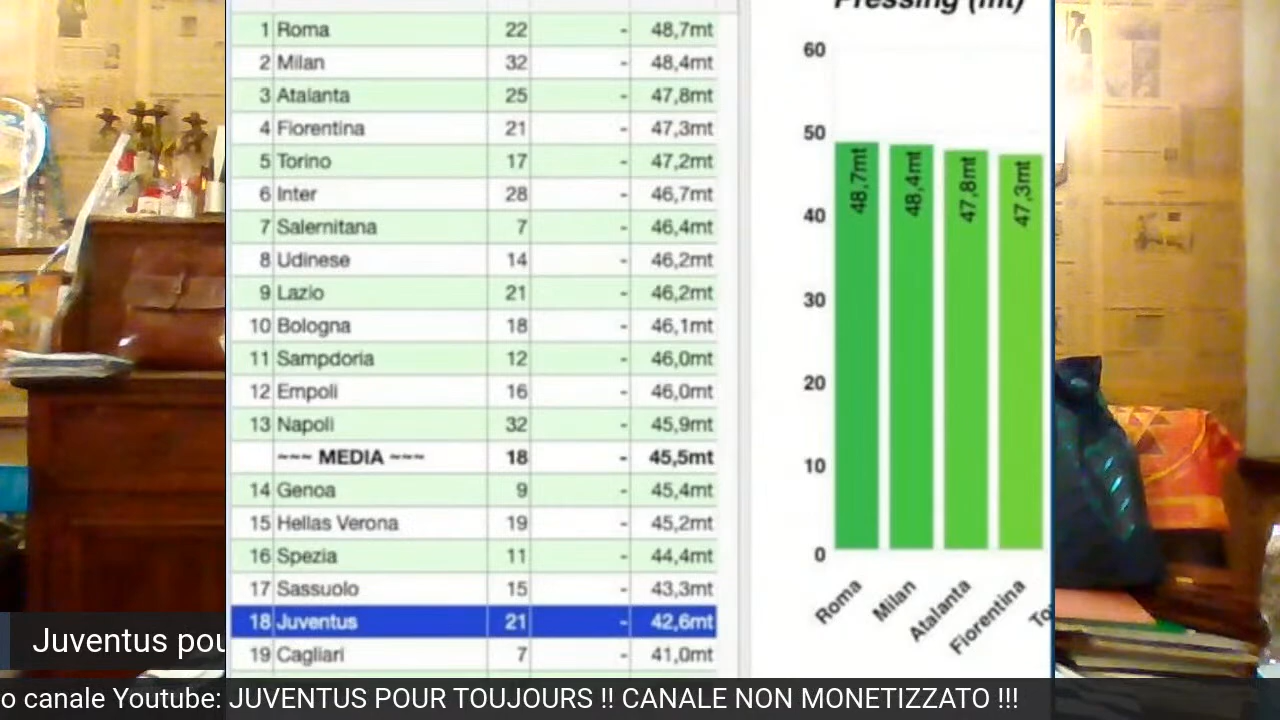 Pressing (mt)
1 Roma 22 - 48,7mt
2 Milan 32 - 48,4mt
3 Atalanta 25 - 47,8mt
4 Fiorentina 21 - 47,3mt
5 Torino 17 - 47,2mt
6 Inter 28 - 46,7mt
7 Salernitana 7 - 46,4mt
8 Udinese 14 - 46,2mt
9 Lazio 21 - 46,2mt
10 Bologna 18 - 46,1mt
11 Sampdoria 12 - 46,0mt
12 Empoli 16 - 46,0mt
13 Napoli 32 - 45,9mt
~~~ MEDIA ~~~ 18 - 45,5mt
14 Genoa 9 - 45,4mt
15 Hellas Verona 19 - 45,2mt
16 Spezia 11 - 44,4mt
17 Sassuolo 15 - 43,3mt
18 Juventus 21 - 42,6mt
19 Cagliari 7 - 41,0mt
60
50
40
30
20
10
0
48,7mt
48,4mt
47,8mt
47,3mt
Roma
Milan
Atalanta
Fiorentina
To
Juventus pou
o canale Youtube: JUVENTUS POUR TOUJOURS !! CANALE NON MONETIZZATO !!!